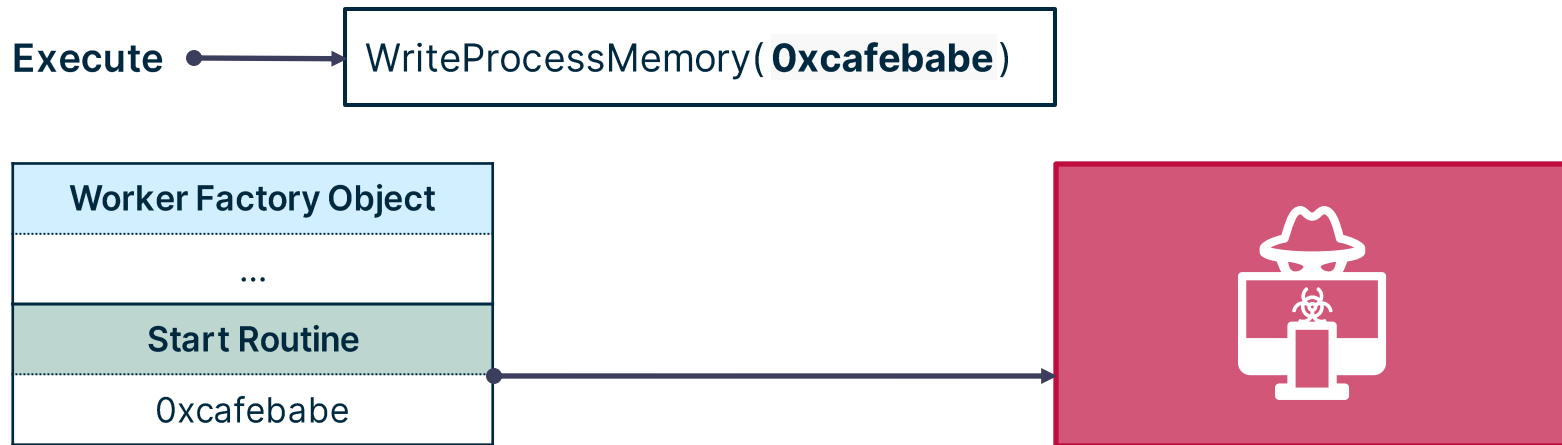 Execute
WriteProcessMemory(0xcafebabe)
Worker Factory Object
...
Start Routine
0xcafebabe